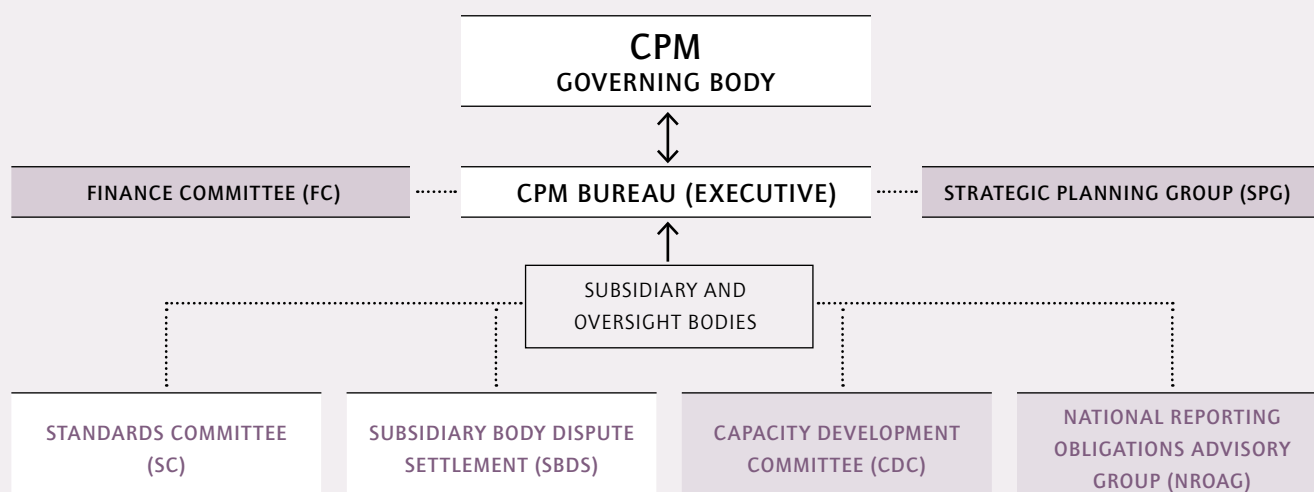 CPM
GOVERNING BODY
FINANCE COMMITTEE (FC)
CPM BUREAU (EXECUTIVE)
STRATEGIC PLANNING GROUP (SPG)
SUBSIDIARY AND
OVERSIGHT BODIES
STANDARDS COMMITTEE
(SC)
SUBSIDIARY BODY DISPUTE
SETTLEMENT (SBDS)
CAPACITY DEVELOPMENT
COMMITTEE (CDC)
NATIONAL REPORTING
OBLIGATIONS ADVISORY
GROUP (NROAG)